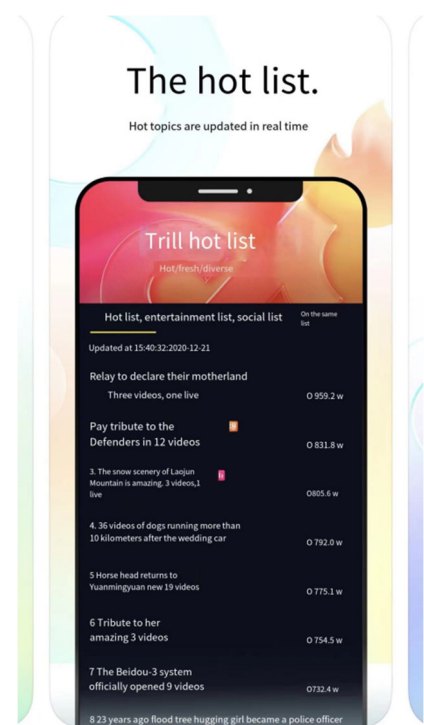 The hot list.
Hot topics are updated in real time
Trill hot list
Hot/fresh/diverse
Hot list, entertainment list, social list
On the same
list
Updated at 15:40:32:2020-12-21
Relay to declare their motherland
Three videos, one live
O 959.2 w
Pay tribute to the
Defenders in 12 videos
O 831.8 w
3. The snow scenery of Laojun
Mountain is amazing. 3 videos,1
live
O805.6 w
4. 36 videos of dogs running more than
10 kilometers after the wedding car
O 792.0 w
5 Horse head returns to
Yuanmingyuan new 19 videos
O 775.1 w
6 Tribute to her
amazing 3 videos
O 754.5 w
7 The Beidou-3 system
officially opened 9 videos
O732.4 w
8 23 years ago flood tree hugging girl became a police officer